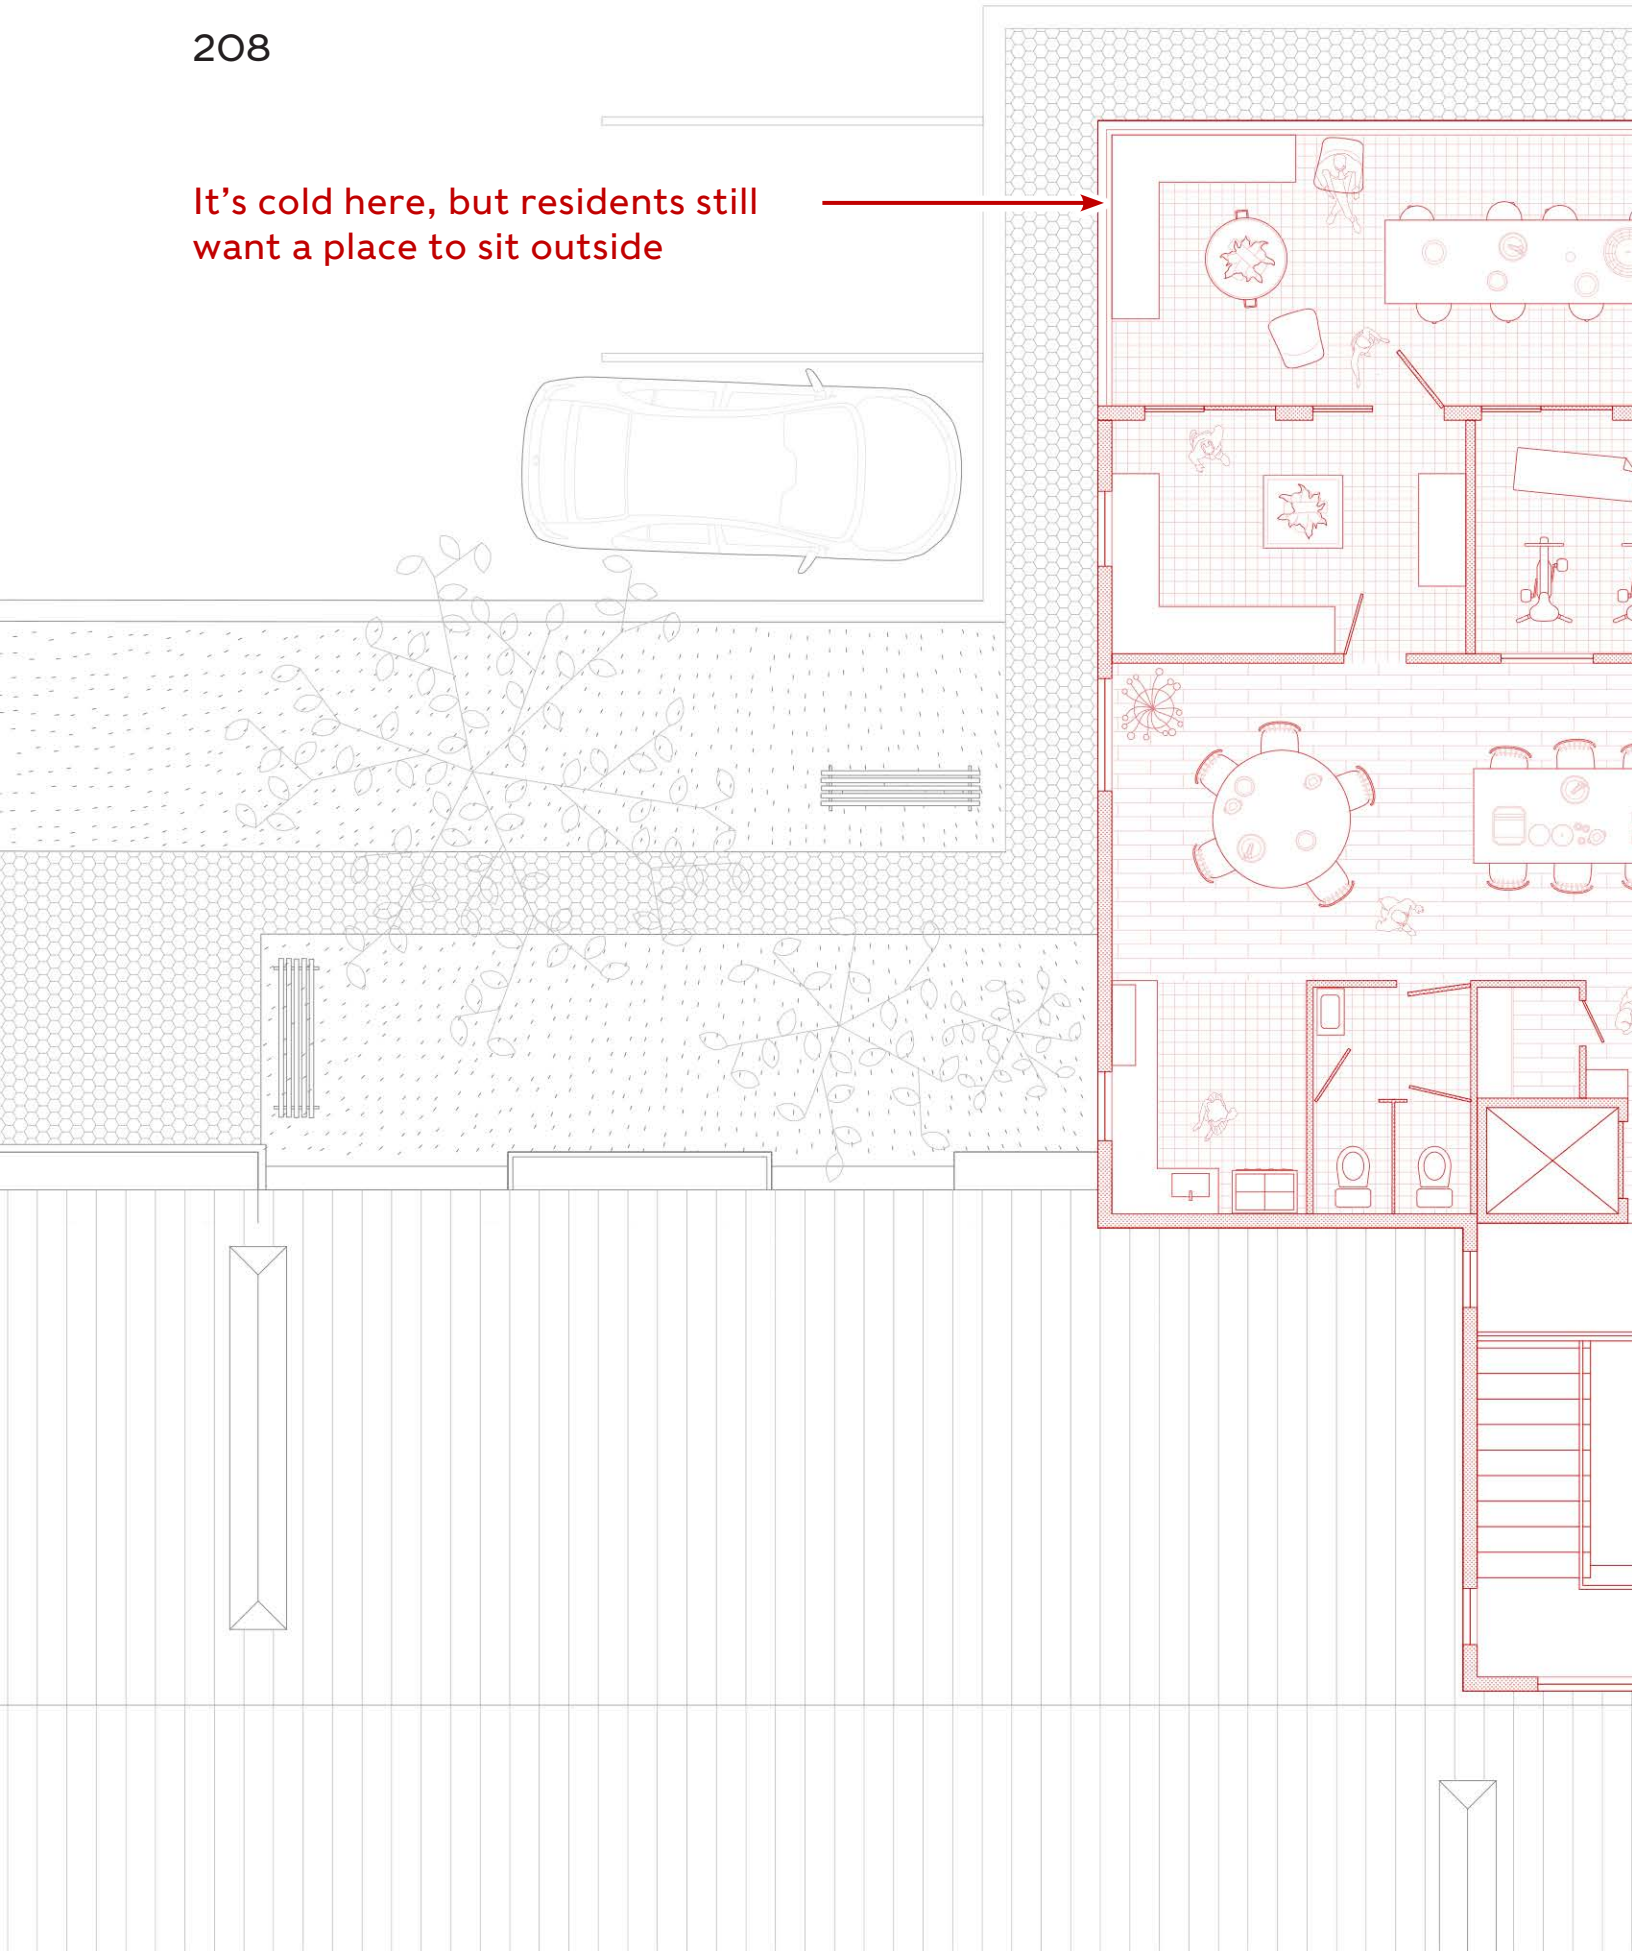 208
It’s cold here, but residents still
want a place to sit outside